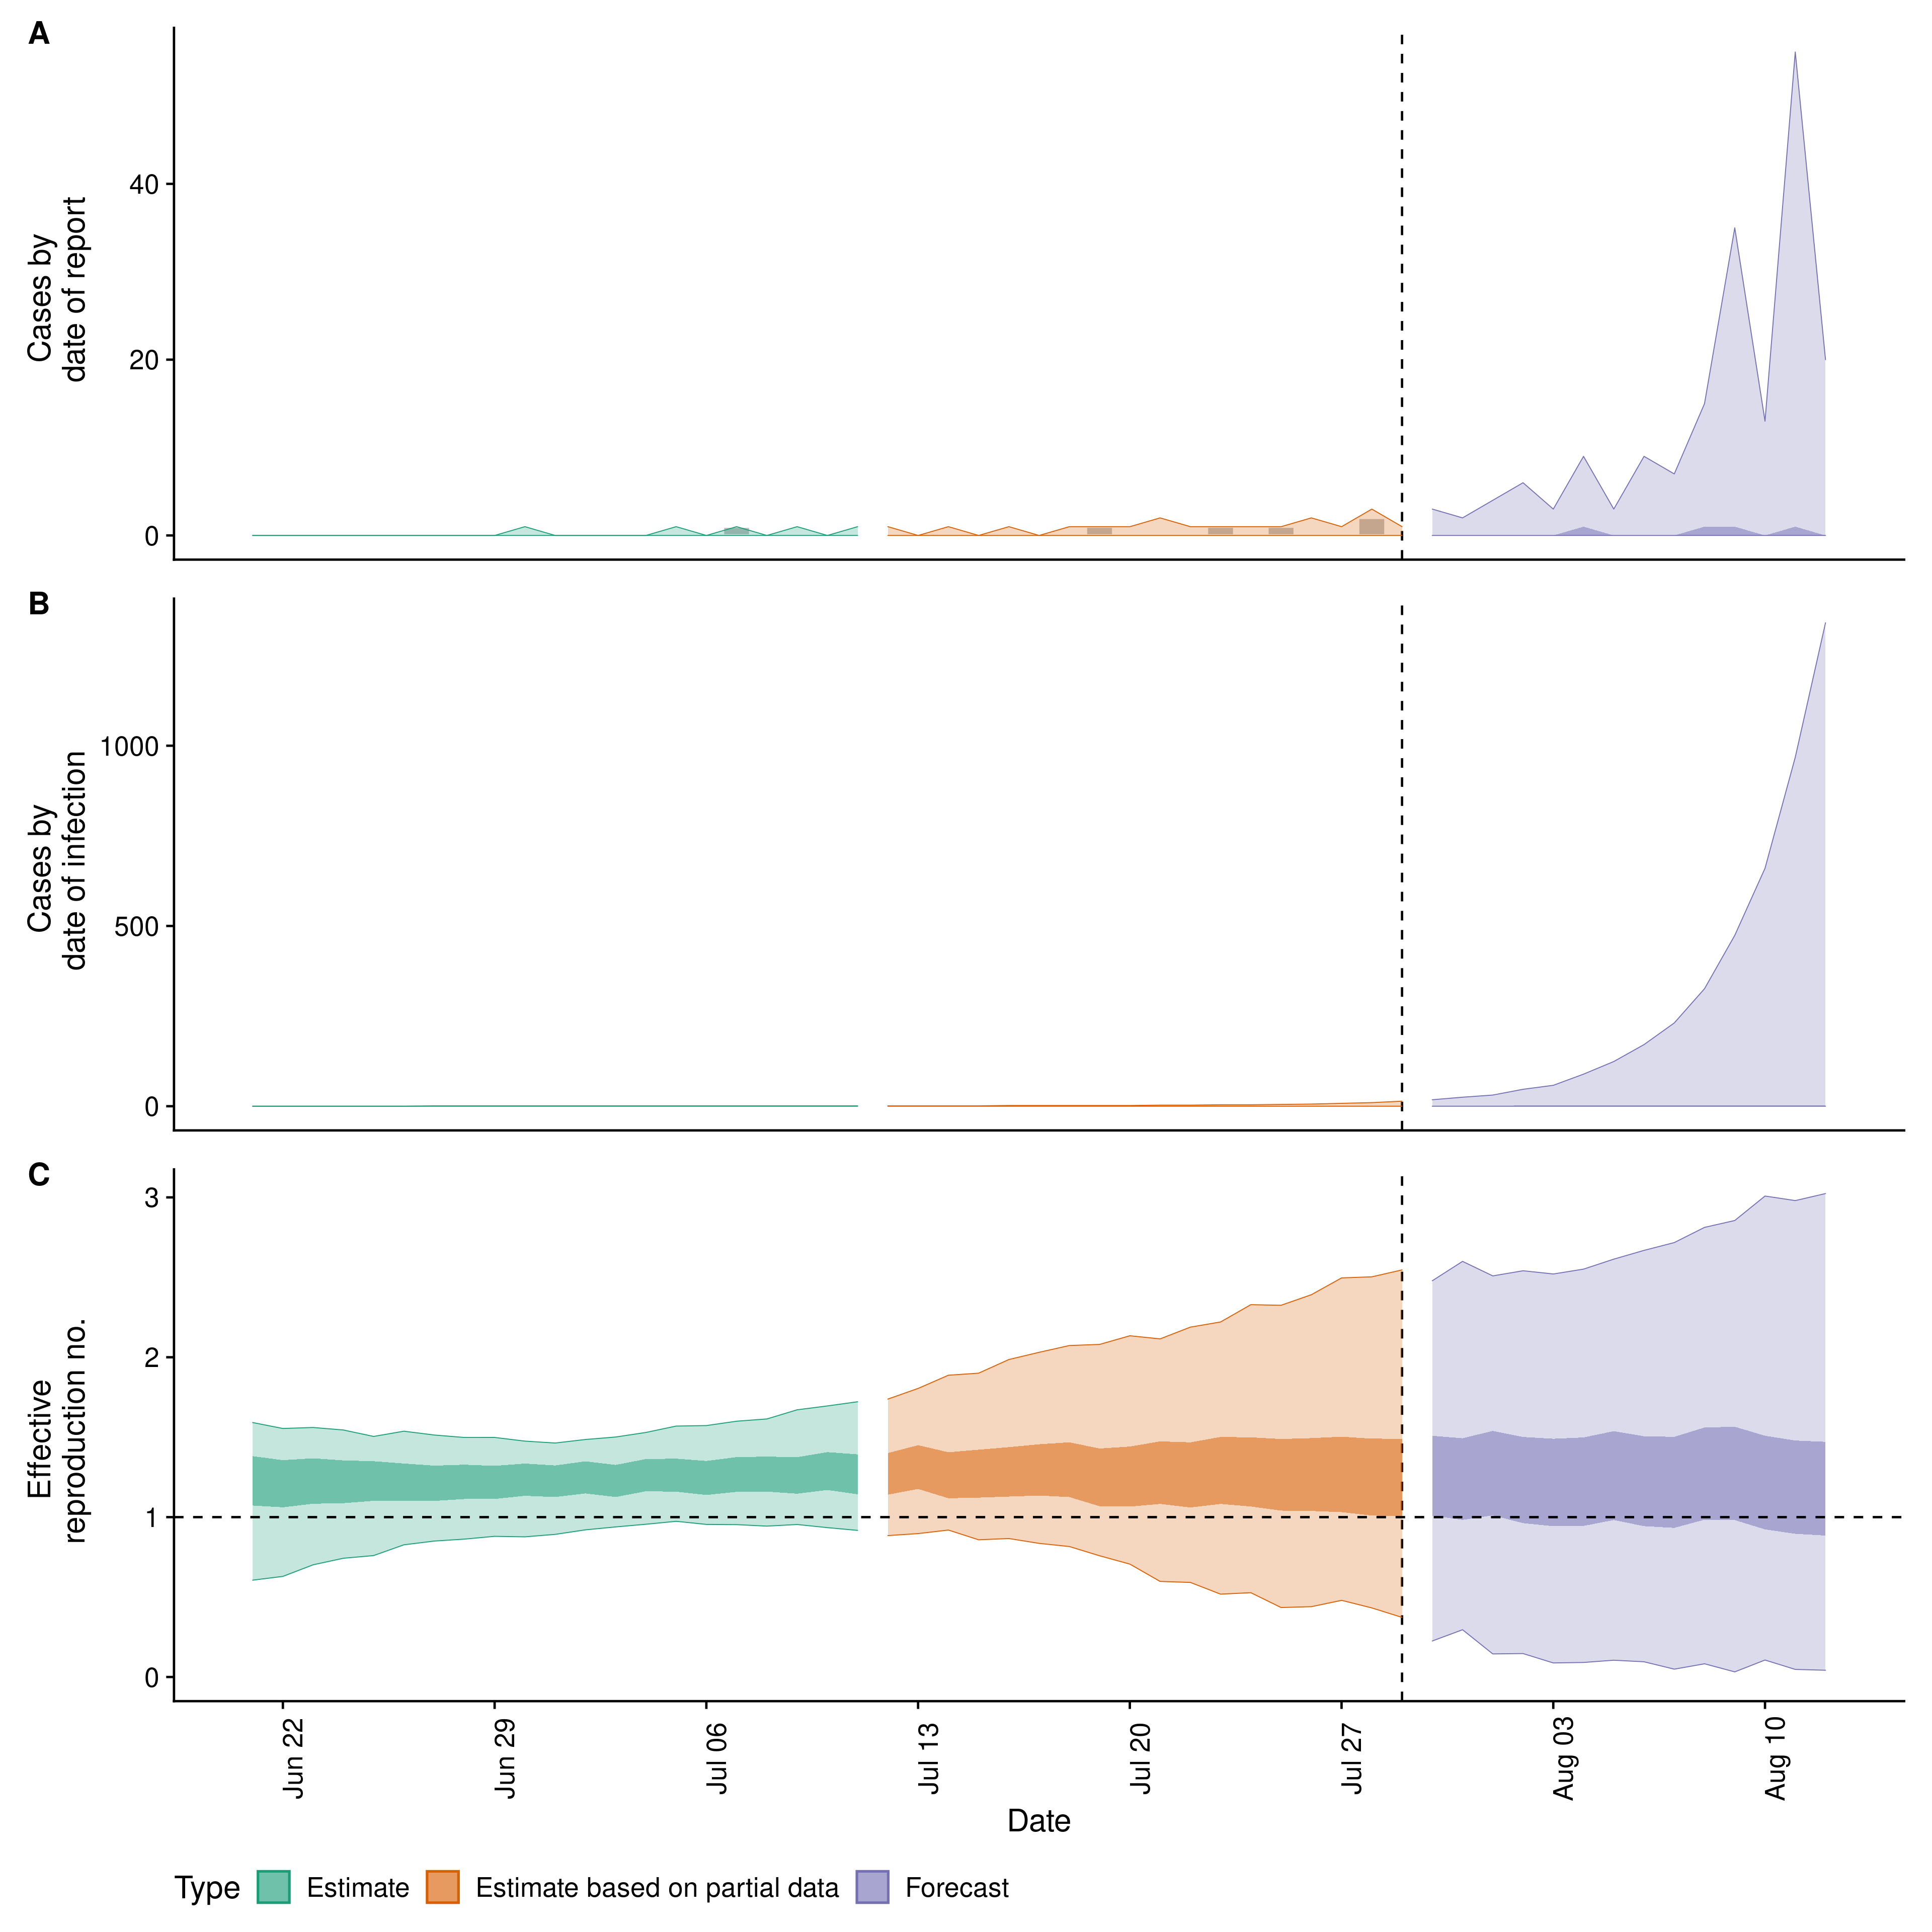 A
Cases by
date of report
40
20
0
B
Cases by
date of infection
1000
500
0
C
Effective
reproduction no.
3
2
1
0
Jun 22
Jun 29
Jul 06
Jul 13
Jul 20
Jul 27
Aug 03
Aug 10
Date
Type Estimate Estimate based on partial data Forecast